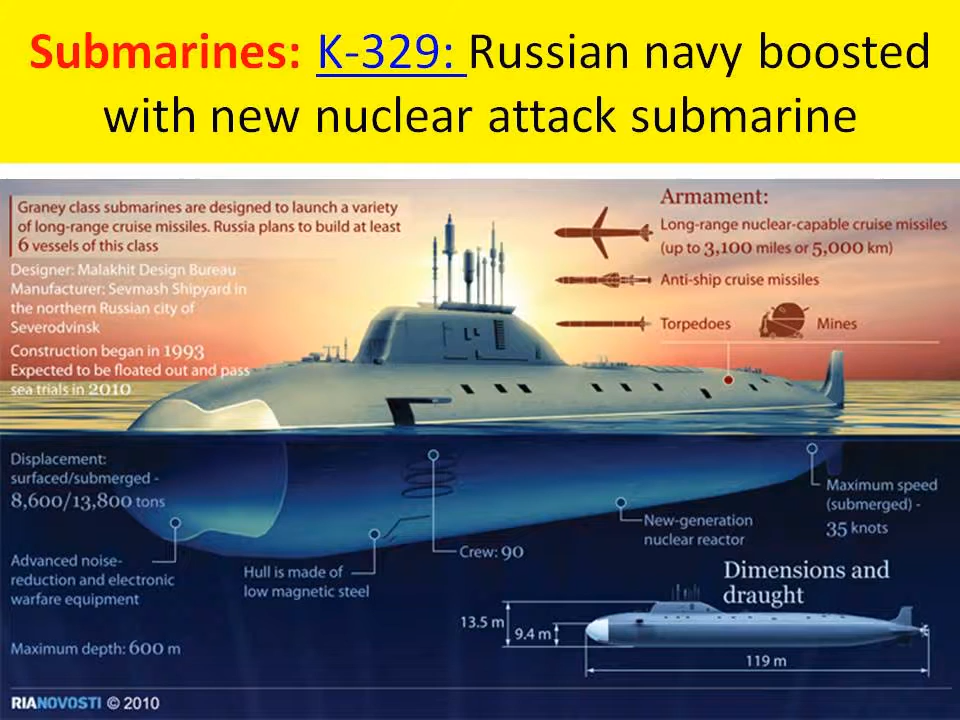 Submarines: K-329: Russian navy boosted
with new nuclear attack submarine
Graney class submarines are designed to launch a variety
of long-range cruise missiles. Russia plans to build at least
6 vessels of this class
Designer: Malakhit Design Bureau
Manufacturer: Sevmash Shipyard in
the northern Russian city of
Severodvinsk
Construction began in 1993
Expected to be floated out and pass
sea trials in 2010
Armament:
Long-range nuclear-capable cruise missiles
(up to 3,100 miles or 5,000 km)
Anti-ship cruise missiles
Torpedoes
Mines
Displacement:
surfaced/submerged -
8,600/13,800 tons
Advanced noise-
reduction and electronic
warfare equipment
Maximum depth: 600 m
Hull is made of
low magnetic steel
Crew: 90
New-generation
nuclear reactor
Maximum speed
(submerged) -
35 knots
Dimensions and
draught
13.5 m
9.4 m
119 m
RIANOVOSTI © 2010